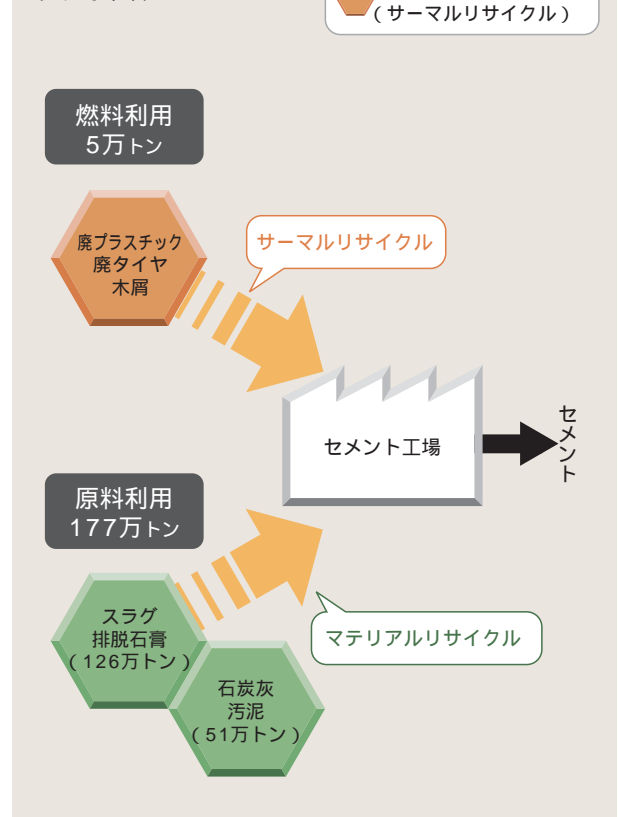 (サーマルリサイクル)
燃料利用
5万トン
廃プラスチック
廃タイヤ
木屑
サーマルリサイクル
セメント工場
セメント
原料利用
177万トン
スラグ
排脱石膏
(126万トン)
マテリアルリサイクル
石炭灰
汚泥
(51万トン)